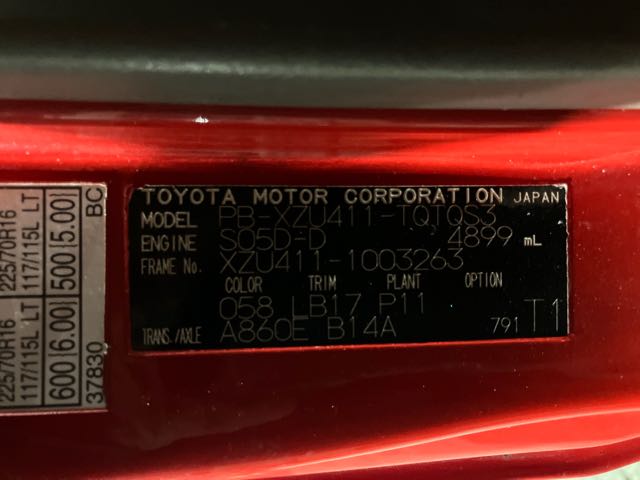 TOYOTA MOTOR CORPORATION JAPAN
MODEL PB-XZU411-TQTQS3
ENGINE S05D-D 4899 mL
FRAME No. XZU411-1003263
COLOR TRIM PLANT OPTION
058 LB17 P11
TRANS./AXLE A860E B14A 791 T1
225/70R16 225/70R16
117/115L LT 117/115L LT
600(6.00) 500(5.00)
37830 BC